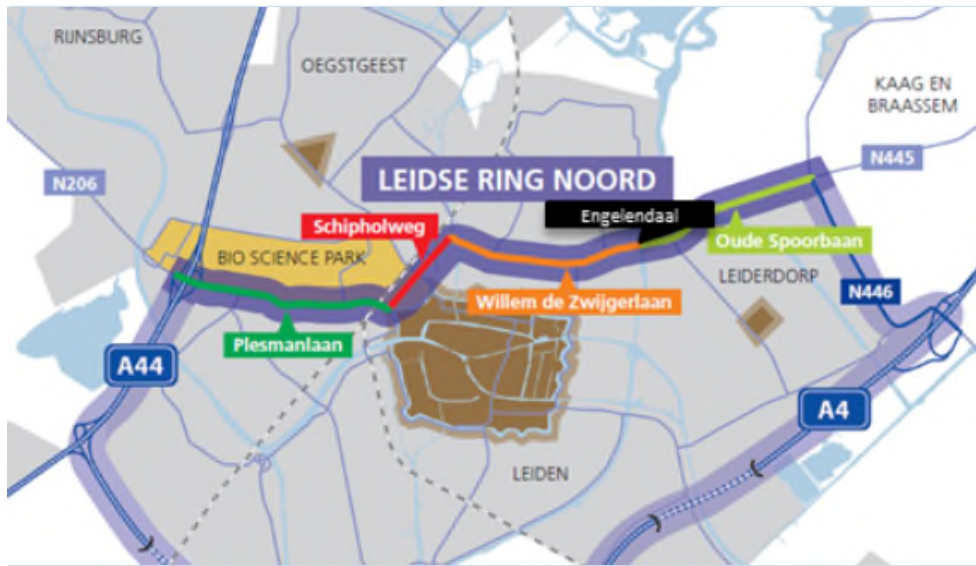 RIJNSBURG
OEGSTGEEST
KAAG EN
BRAASSEM
N206
N445
LEIDSE RING NOORD
Engelendaal
Schipholweg
Oude Spoorbaan
BIO SCIENCE PARK
LEIDERDORP
N446
Willem de Zwijgerlaan
Plesmanlaan
A44
A4
LEIDEN